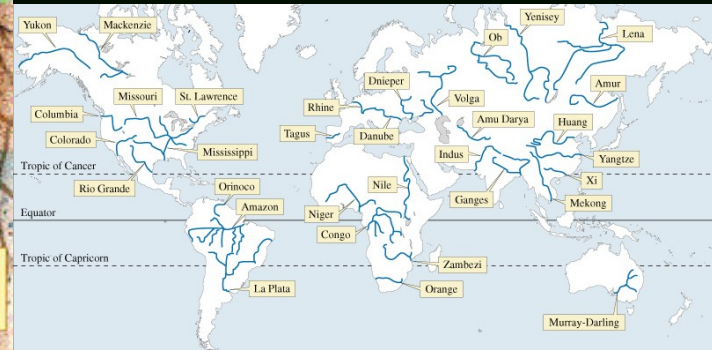 Yukon
Mackenzie
Yenisey
Ob
Lena
Missouri
St. Lawrence
Dnieper
Amur
Columbia
Rhine
Volga
Amu Darya
Huang
Colorado
Tagus
Danube
Mississippi
Indus
Yangtze
Tropic of Cancer
Xi
Rio Grande
Orinoco
Nile
Ganges
Mekong
Amazon
Equator
Niger
Congo
Tropic of Capricorn
Zambezi
La Plata
Orange
Murray-Darling